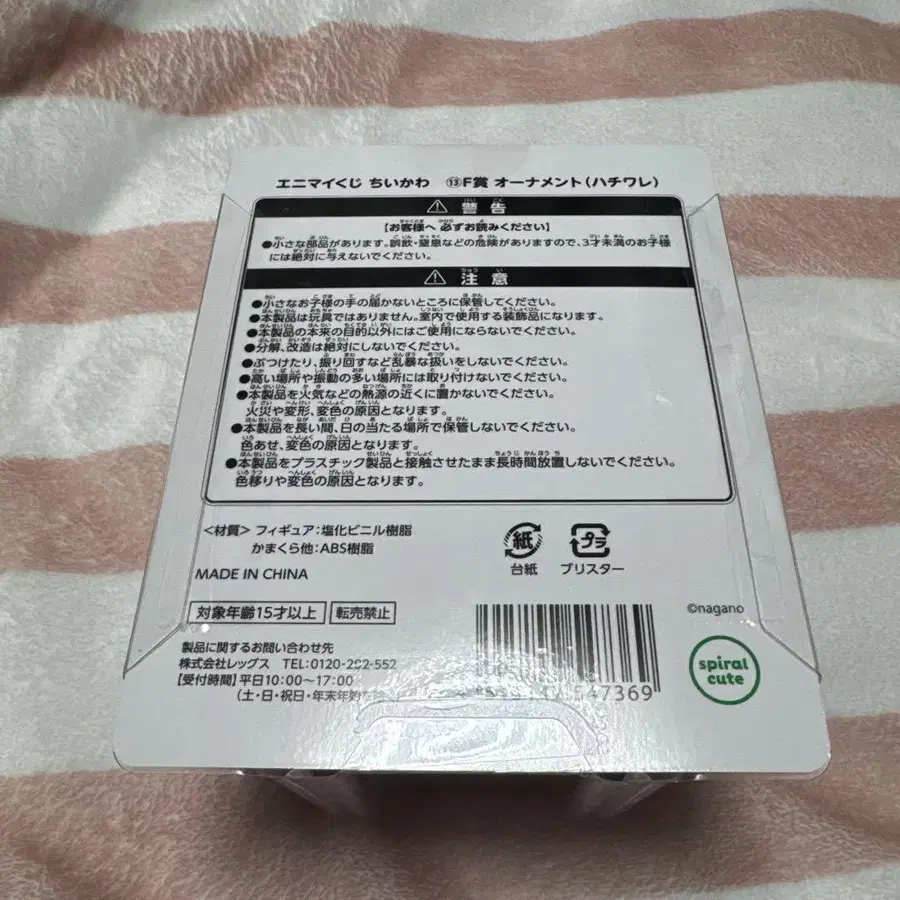 エニマイくじ ちいかわ ⑬F賞 オーナメント(ハチワレ)
⚠ 警告
【お客様へ 必ずお読みください】
●小さな部品があります。誤飲・窒息などの危険がありますので、3才未満のお子様
には絶対に与えないでください。
⚠ 注意
●小さなお子様の手の届かないところに保管してください。
●本製品は玩具ではありません。室内で使用する装飾品になります。
●本製品の本来の目的以外にはご使用にならないでください。
●分解、改造は絶対にしないでください。
●ぶつけたり、振り回すなど乱暴な扱いをしないでください。
●高い場所や振動の多い場所には取り付けないでください。
●本製品を火気などの熱源の近くに置かないでください。
火災や変形、変色の原因となります。
●本製品を長い間、日の当たる場所で保管しないでください。
色あせ、変色の原因となります。
●本製品をプラスチック製品と接触させたまま長時間放置しないでください。
色移りや変色の原因となります。
<材質> フィギュア:塩化ビニル樹脂
かまくら他:ABS樹脂
紙
台紙
プラ
ブリスター
MADE IN CHINA
対象年齢15才以上 転売禁止
©nagano
製品に関するお問い合わせ先
株式会社レッグス TEL:0120-202-552
【受付時間】平日10:00〜17:00
(土・日・祝日・年末年始
547369
spiral
cute